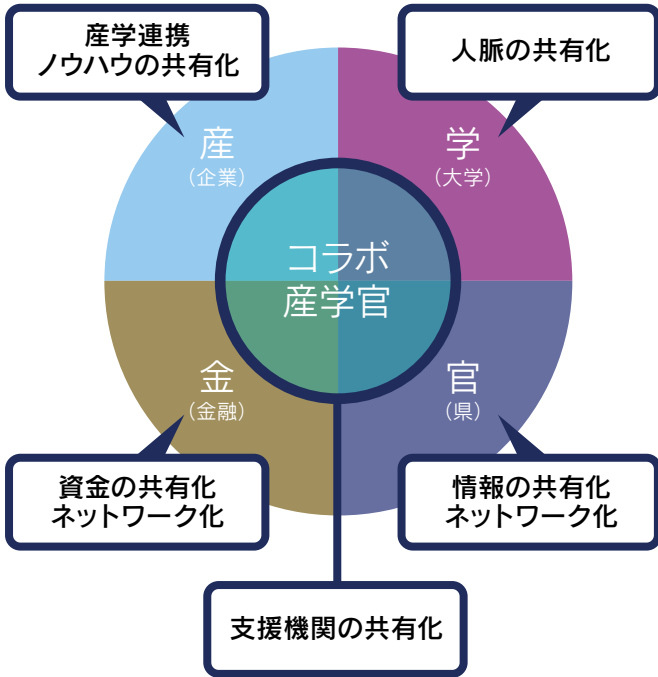 産学連携
ノウハウの共有化
人脈の共有化
産
（企業）
学
（大学）
コラボ
産学官
金
（金融）
官
（県）
資金の共有化
ネットワーク化
情報の共有化
ネットワーク化
支援機関の共有化